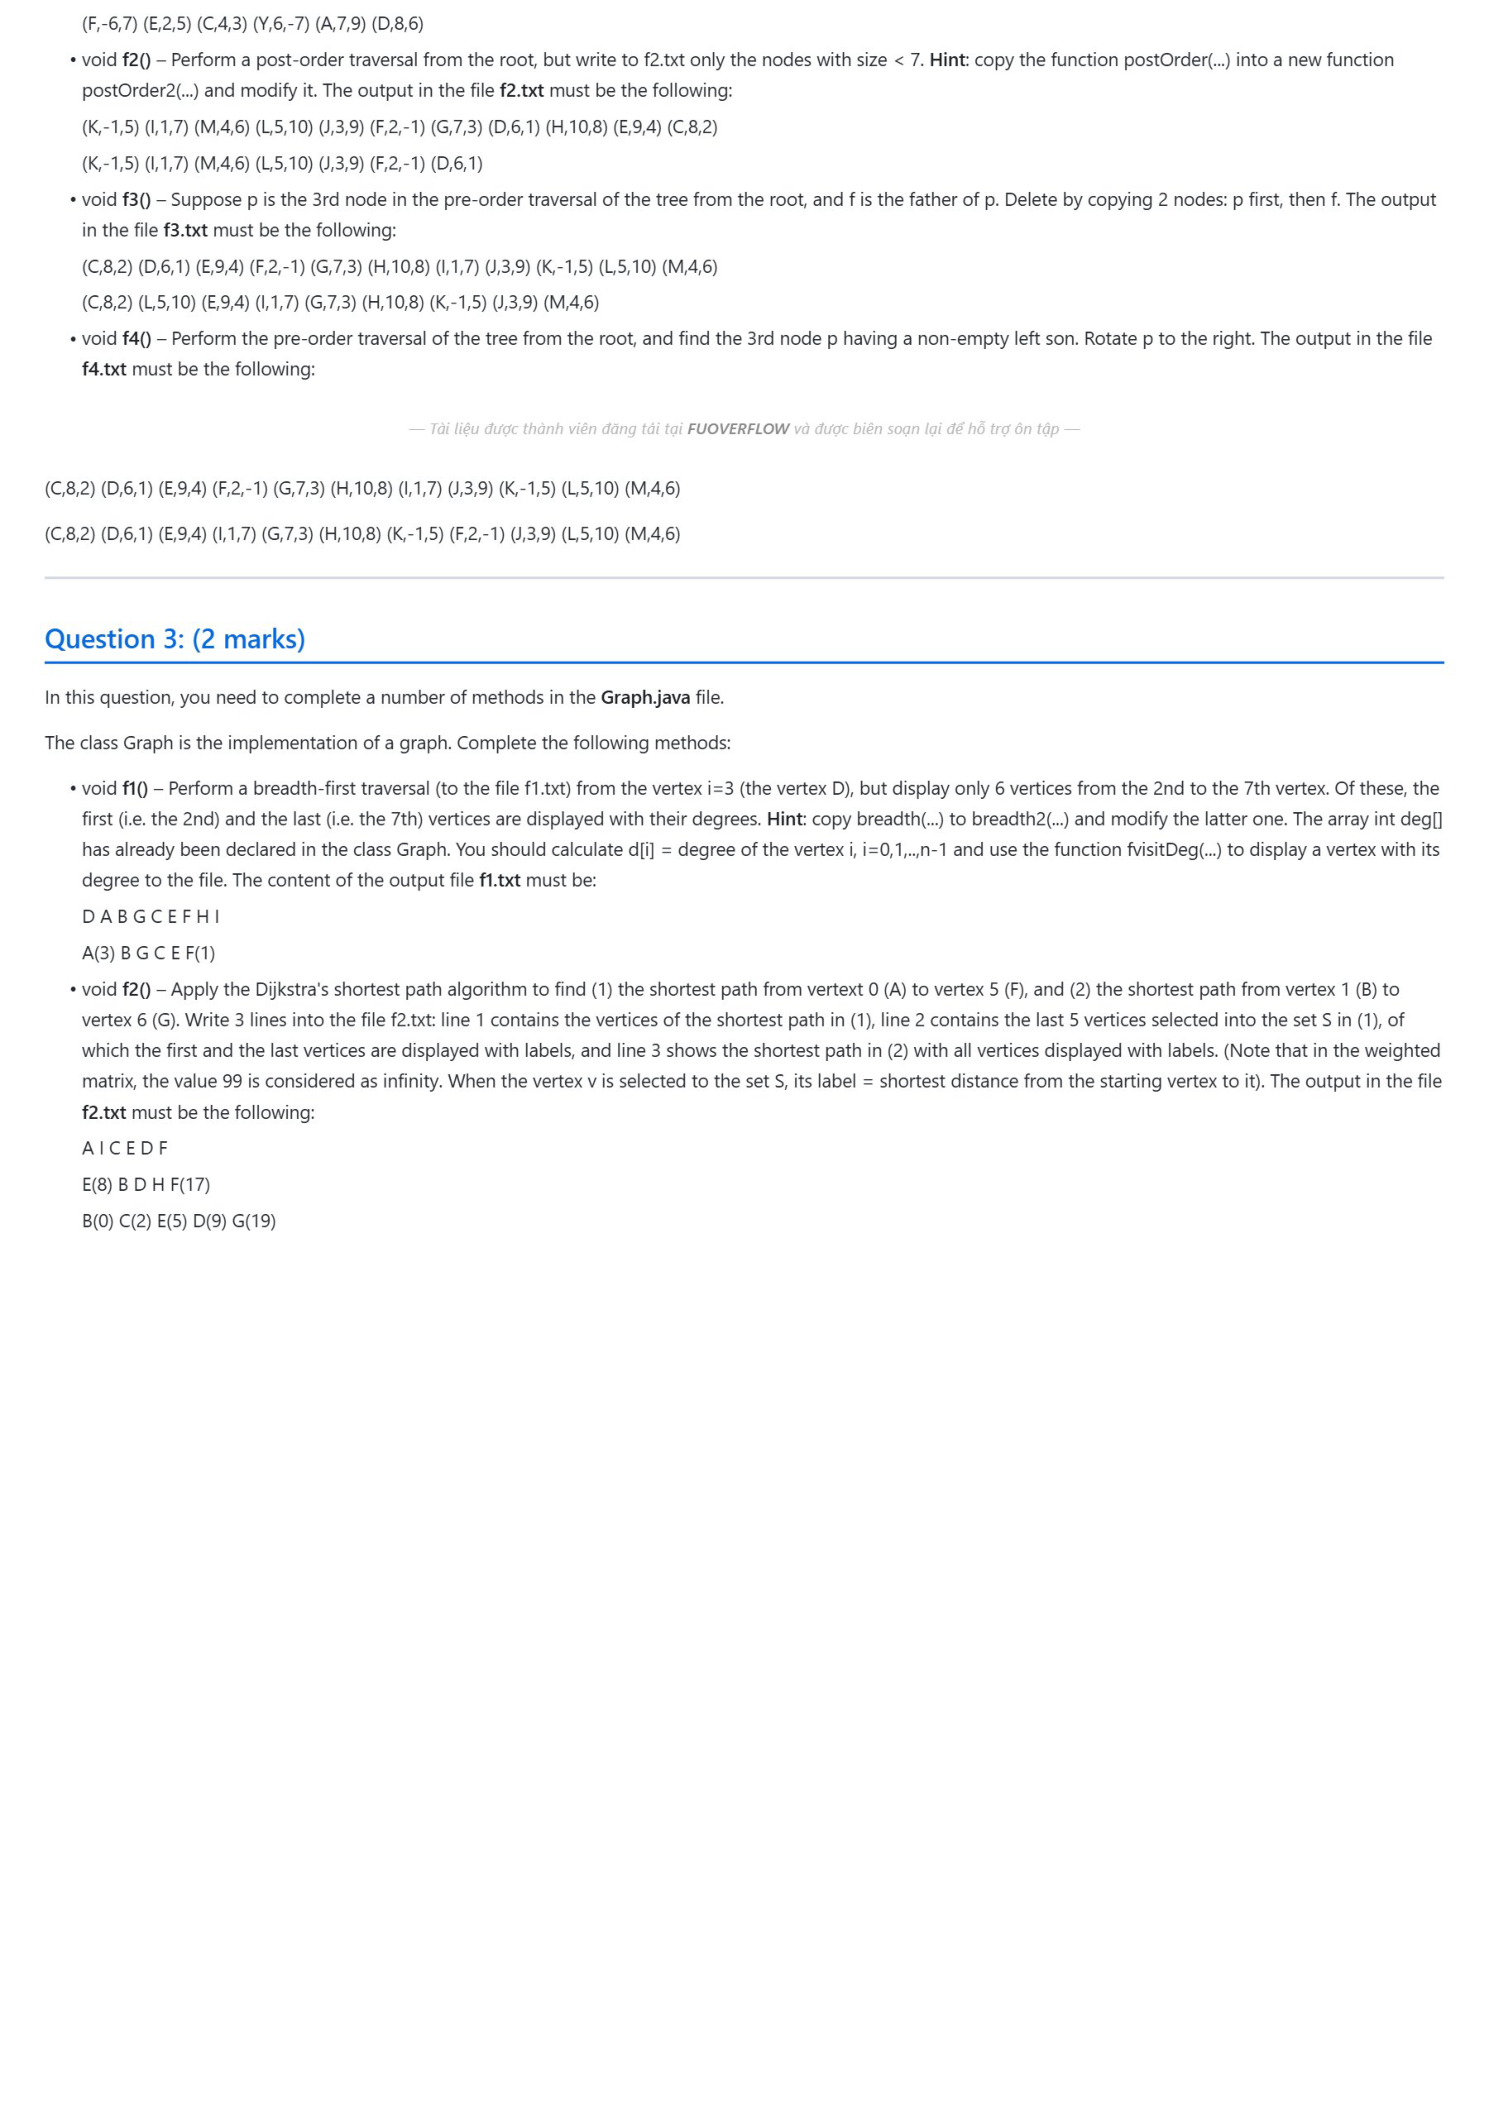 (F,-6,7) (E,2,5) (C,4,3) (Y,6,-7) (A,7,9) (D,8,6)
• void f2() – Perform a post-order traversal from the root, but write to f2.txt only the nodes with size < 7. Hint: copy the function postOrder(...) into a new function
postOrder2(...) and modify it. The output in the file f2.txt must be the following:
(K,-1,5) (I,1,7) (M,4,6) (L,5,10) (J,3,9) (F,2,-1) (G,7,3) (D,6,1) (H,10,8) (E,9,4) (C,8,2)
(K,-1,5) (I,1,7) (M,4,6) (L,5,10) (J,3,9) (F,2,-1) (D,6,1)
• void f3() – Suppose p is the 3rd node in the pre-order traversal of the tree from the root, and f is the father of p. Delete by copying 2 nodes: p first, then f. The output
in the file f3.txt must be the following:
(C,8,2) (D,6,1) (E,9,4) (F,2,-1) (G,7,3) (H,10,8) (I,1,7) (J,3,9) (K,-1,5) (L,5,10) (M,4,6)
(C,8,2) (L,5,10) (E,9,4) (I,1,7) (G,7,3) (H,10,8) (K,-1,5) (J,3,9) (M,4,6)
• void f4() – Perform the pre-order traversal of the tree from the root, and find the 3rd node p having a non-empty left son. Rotate p to the right. The output in the file
f4.txt must be the following:
— Tài liệu được thành viên đăng tải tại FUOVERFLOW và được biên soạn lại để hỗ trợ ôn tập —
(C,8,2) (D,6,1) (E,9,4) (F,2,-1) (G,7,3) (H,10,8) (I,1,7) (J,3,9) (K,-1,5) (L,5,10) (M,4,6)
(C,8,2) (D,6,1) (E,9,4) (I,1,7) (G,7,3) (H,10,8) (K,-1,5) (F,2,-1) (J,3,9) (L,5,10) (M,4,6)
Question 3: (2 marks)
In this question, you need to complete a number of methods in the Graph.java file.
The class Graph is the implementation of a graph. Complete the following methods:
• void f1() – Perform a breadth-first traversal (to the file f1.txt) from the vertex i=3 (the vertex D), but display only 6 vertices from the 2nd to the 7th vertex. Of these, the
first (i.e. the 2nd) and the last (i.e. the 7th) vertices are displayed with their degrees. Hint: copy breadth(...) to breadth2(...) and modify the latter one. The array int deg[]
has already been declared in the class Graph. You should calculate d[i] = degree of the vertex i, i=0,1,..,n-1 and use the function fvisitDeg(...) to display a vertex with its
degree to the file. The content of the output file f1.txt must be:
D A B G C E F H I
A(3) B G C E F(1)
• void f2() – Apply the Dijkstra's shortest path algorithm to find (1) the shortest path from vertext 0 (A) to vertex 5 (F), and (2) the shortest path from vertex 1 (B) to
vertex 6 (G). Write 3 lines into the file f2.txt: line 1 contains the vertices of the shortest path in (1), line 2 contains the last 5 vertices selected into the set S in (1), of
which the first and the last vertices are displayed with labels, and line 3 shows the shortest path in (2) with all vertices displayed with labels. (Note that in the weighted
matrix, the value 99 is considered as infinity. When the vertex v is selected to the set S, its label = shortest distance from the starting vertex to it). The output in the file
f2.txt must be the following:
A I C E D F
E(8) B D H F(17)
B(0) C(2) E(5) D(9) G(19)